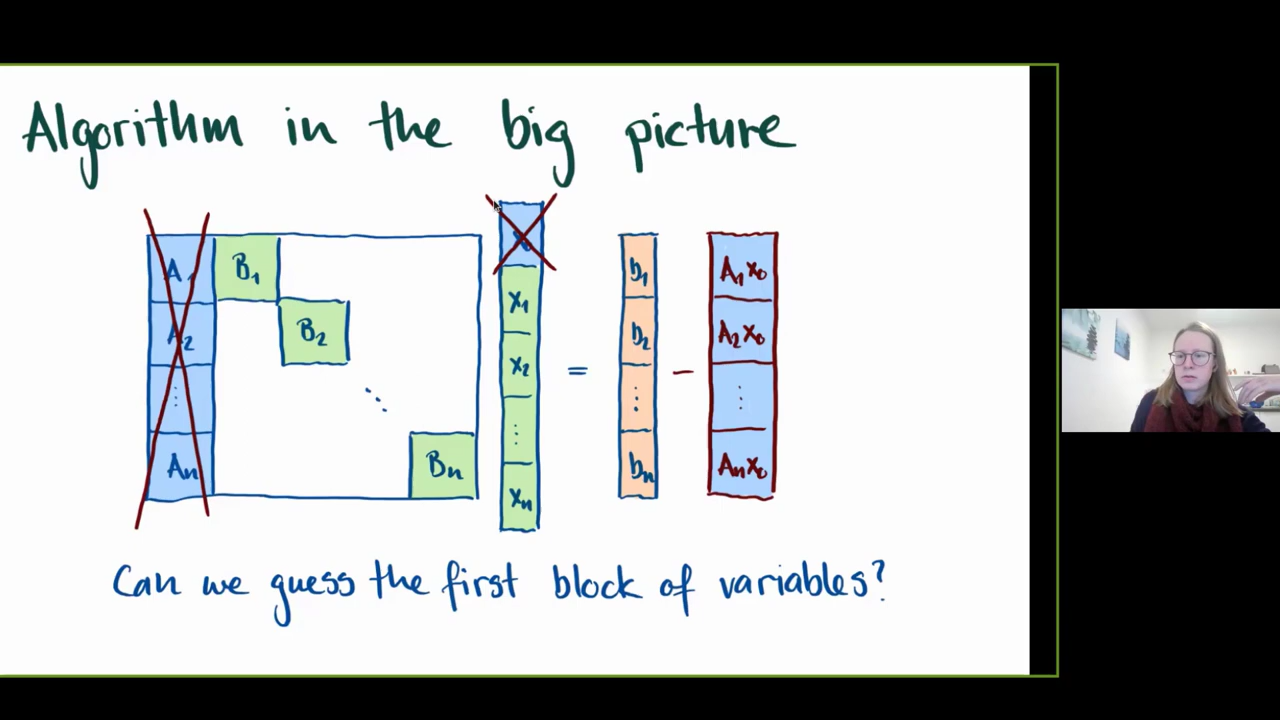 Algorithm in the big picture
A1 B1 x1 b1 A1x0
A2 B2 x2 = b2 − A2x0
⋮ ⋱ ⋮ ⋮ ⋮
An Bn xn bn Anx0
Can we guess the first block of variables?